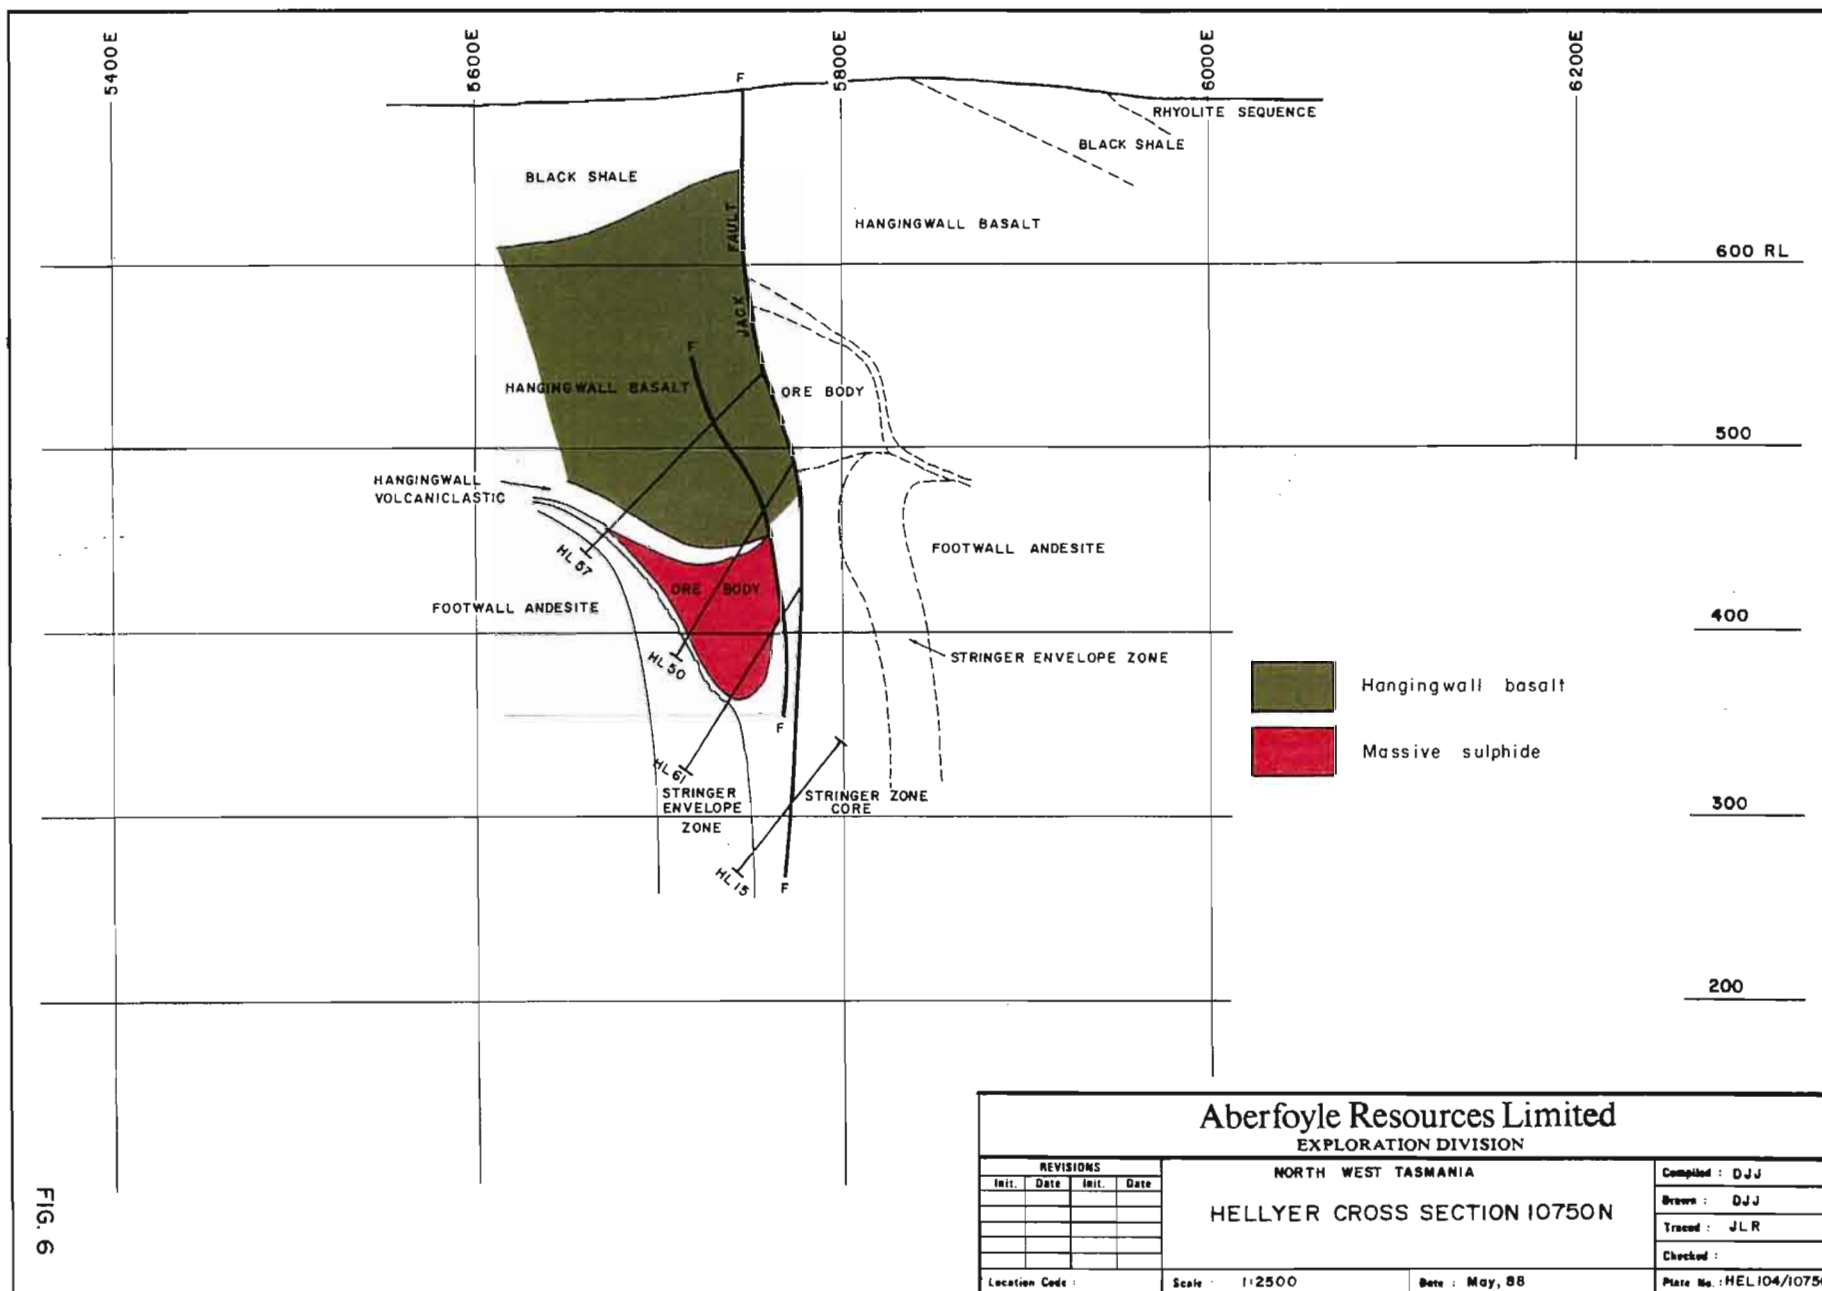 5400E
5600E
5800E
6000E
6200E
F
RHYOLITE SEQUENCE
BLACK SHALE
BLACK SHALE
HANGINGWALL BASALT
JACK FAULT
600 RL
F
HANGINGWALL BASALT
ORE BODY
500
HANGINGWALL
VOLCANICLASTIC
HL 57
FOOTWALL ANDESITE
ORE BODY
FOOTWALL ANDESITE
400
HL 50
STRINGER ENVELOPE ZONE
Hangingwall basalt
F
Massive sulphide
HL 61
STRINGER
ENVELOPE
ZONE
STRINGER ZONE
CORE
300
HL 15
F
200
FIG. 6
Aberfoyle Resources Limited
EXPLORATION DIVISION
REVISIONS
Init. Date Init. Date
NORTH WEST TASMANIA
HELLYER CROSS SECTION 10750N
Compiled : DJJ
Drawn : DJJ
Traced : JLR
Checked :
Location Code :
Scale : 1:2500
Date : May, 88
Plate No. : HEL104/1075